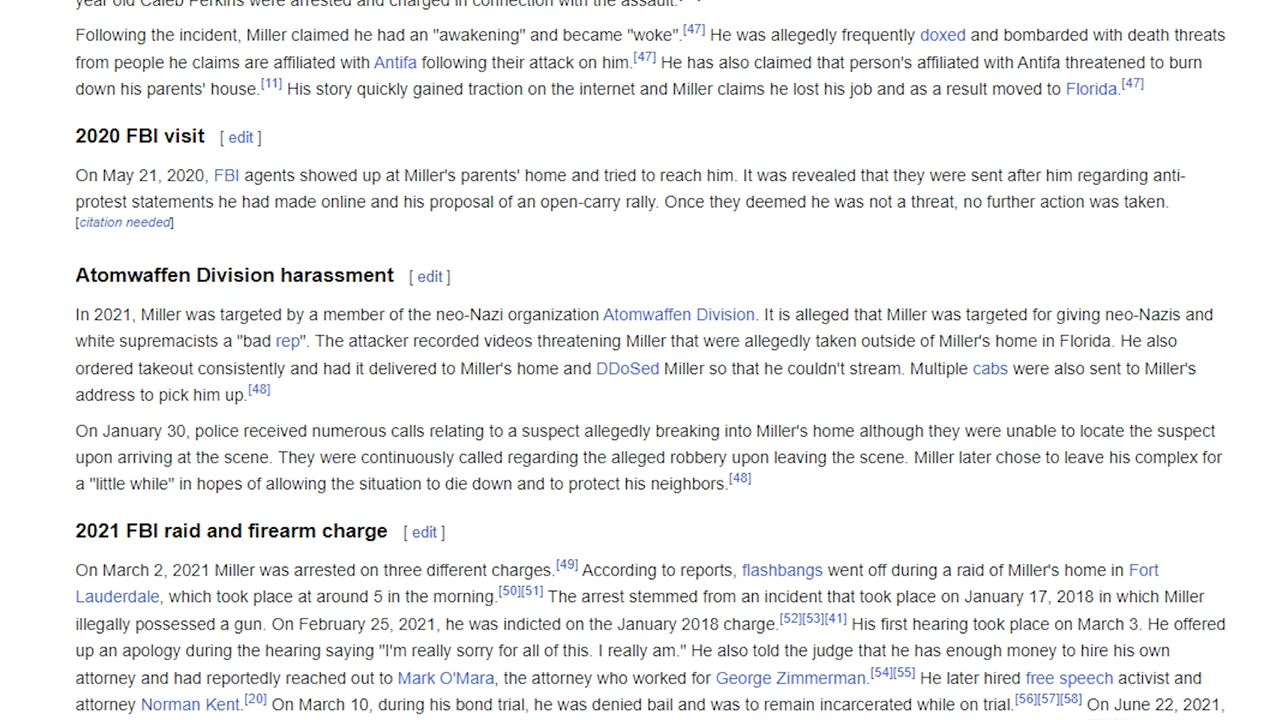 year old Caleb Perkins were arrested and charged in connection with the assault.
Following the incident, Miller claimed he had an "awakening" and became "woke".[47] He was allegedly frequently doxed and bombarded with death threats
from people he claims are affiliated with Antifa following their attack on him.[47] He has also claimed that person's affiliated with Antifa threatened to burn
down his parents' house.[11] His story quickly gained traction on the internet and Miller claims he lost his job and as a result moved to Florida.[47]
2020 FBI visit [ edit ]
On May 21, 2020, FBI agents showed up at Miller's parents' home and tried to reach him. It was revealed that they were sent after him regarding anti-
protest statements he had made online and his proposal of an open-carry rally. Once they deemed he was not a threat, no further action was taken.
[citation needed]
Atomwaffen Division harassment [ edit ]
In 2021, Miller was targeted by a member of the neo-Nazi organization Atomwaffen Division. It is alleged that Miller was targeted for giving neo-Nazis and
white supremacists a "bad rep". The attacker recorded videos threatening Miller that were allegedly taken outside of Miller's home in Florida. He also
ordered takeout consistently and had it delivered to Miller's home and DDoSed Miller so that he couldn't stream. Multiple cabs were also sent to Miller's
address to pick him up.[48]
On January 30, police received numerous calls relating to a suspect allegedly breaking into Miller's home although they were unable to locate the suspect
upon arriving at the scene. They were continuously called regarding the alleged robbery upon leaving the scene. Miller later chose to leave his complex for
a "little while" in hopes of allowing the situation to die down and to protect his neighbors.[48]
2021 FBI raid and firearm charge [ edit ]
On March 2, 2021 Miller was arrested on three different charges.[49] According to reports, flashbangs went off during a raid of Miller's home in Fort
Lauderdale, which took place at around 5 in the morning.[50][51] The arrest stemmed from an incident that took place on January 17, 2018 in which Miller
illegally possessed a gun. On February 25, 2021, he was indicted on the January 2018 charge.[52][53][41] His first hearing took place on March 3. He offered
up an apology during the hearing saying "I'm really sorry for all of this. I really am." He also told the judge that he has enough money to hire his own
attorney and had reportedly reached out to Mark O'Mara, the attorney who worked for George Zimmerman.[54][55] He later hired free speech activist and
attorney Norman Kent.[20] On March 10, during his bond trial, he was denied bail and was to remain incarcerated while on trial.[56][57][58] On June 22, 2021,